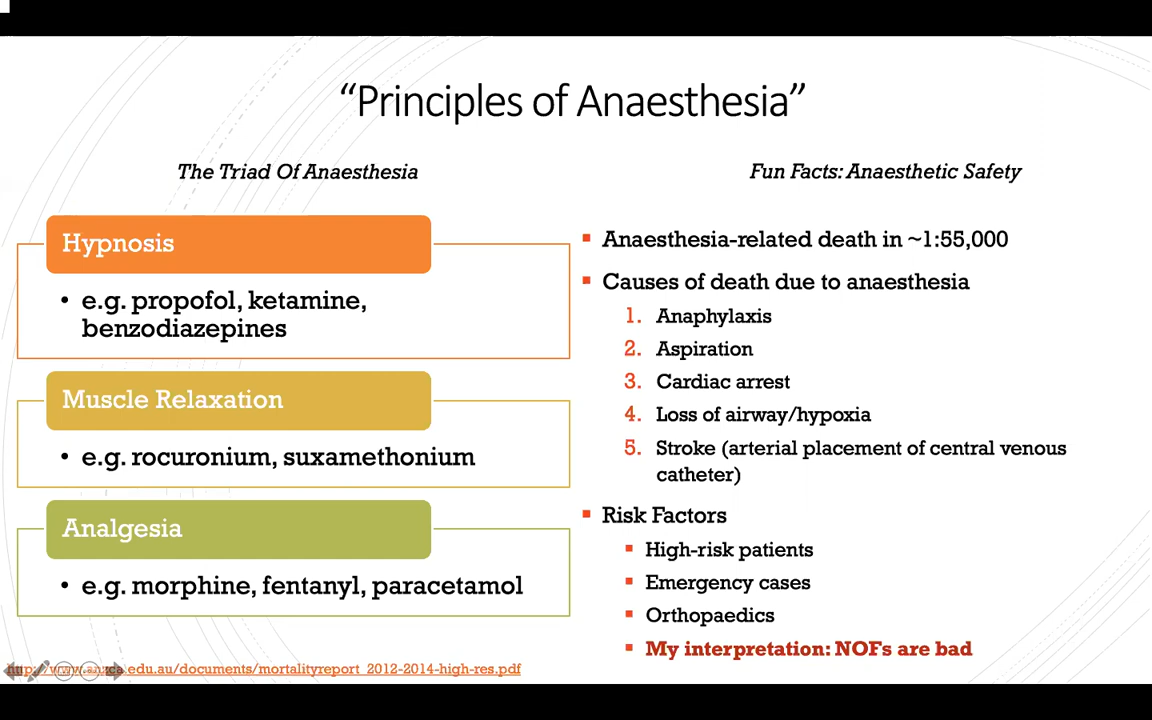 “Principles of Anaesthesia”
The Triad Of Anaesthesia
Hypnosis
• e.g. propofol, ketamine,
benzodiazepines
Muscle Relaxation
• e.g. rocuronium, suxamethonium
Analgesia
• e.g. morphine, fentanyl, paracetamol
http://www.anzca.edu.au/documents/mortalityreport_2012-2014-high-res.pdf
Fun Facts: Anaesthetic Safety
▪ Anaesthesia-related death in ~1:55,000
▪ Causes of death due to anaesthesia
1. Anaphylaxis
2. Aspiration
3. Cardiac arrest
4. Loss of airway/hypoxia
5. Stroke (arterial placement of central venous
catheter)
▪ Risk Factors
▪ High-risk patients
▪ Emergency cases
▪ Orthopaedics
▪ My interpretation: NOFs are bad